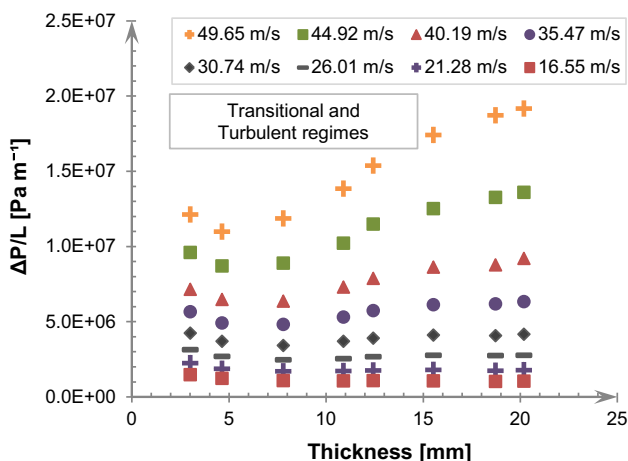 2.5E+07
49.65 m/s 44.92 m/s 40.19 m/s 35.47 m/s
30.74 m/s 26.01 m/s 21.28 m/s 16.55 m/s
2.0E+07
Transitional and
Turbulent regimes
1.5E+07
ΔP/L [Pa m⁻¹]
1.0E+07
5.0E+06
0.0E+00
0 5 10 15 20 25
Thickness [mm]